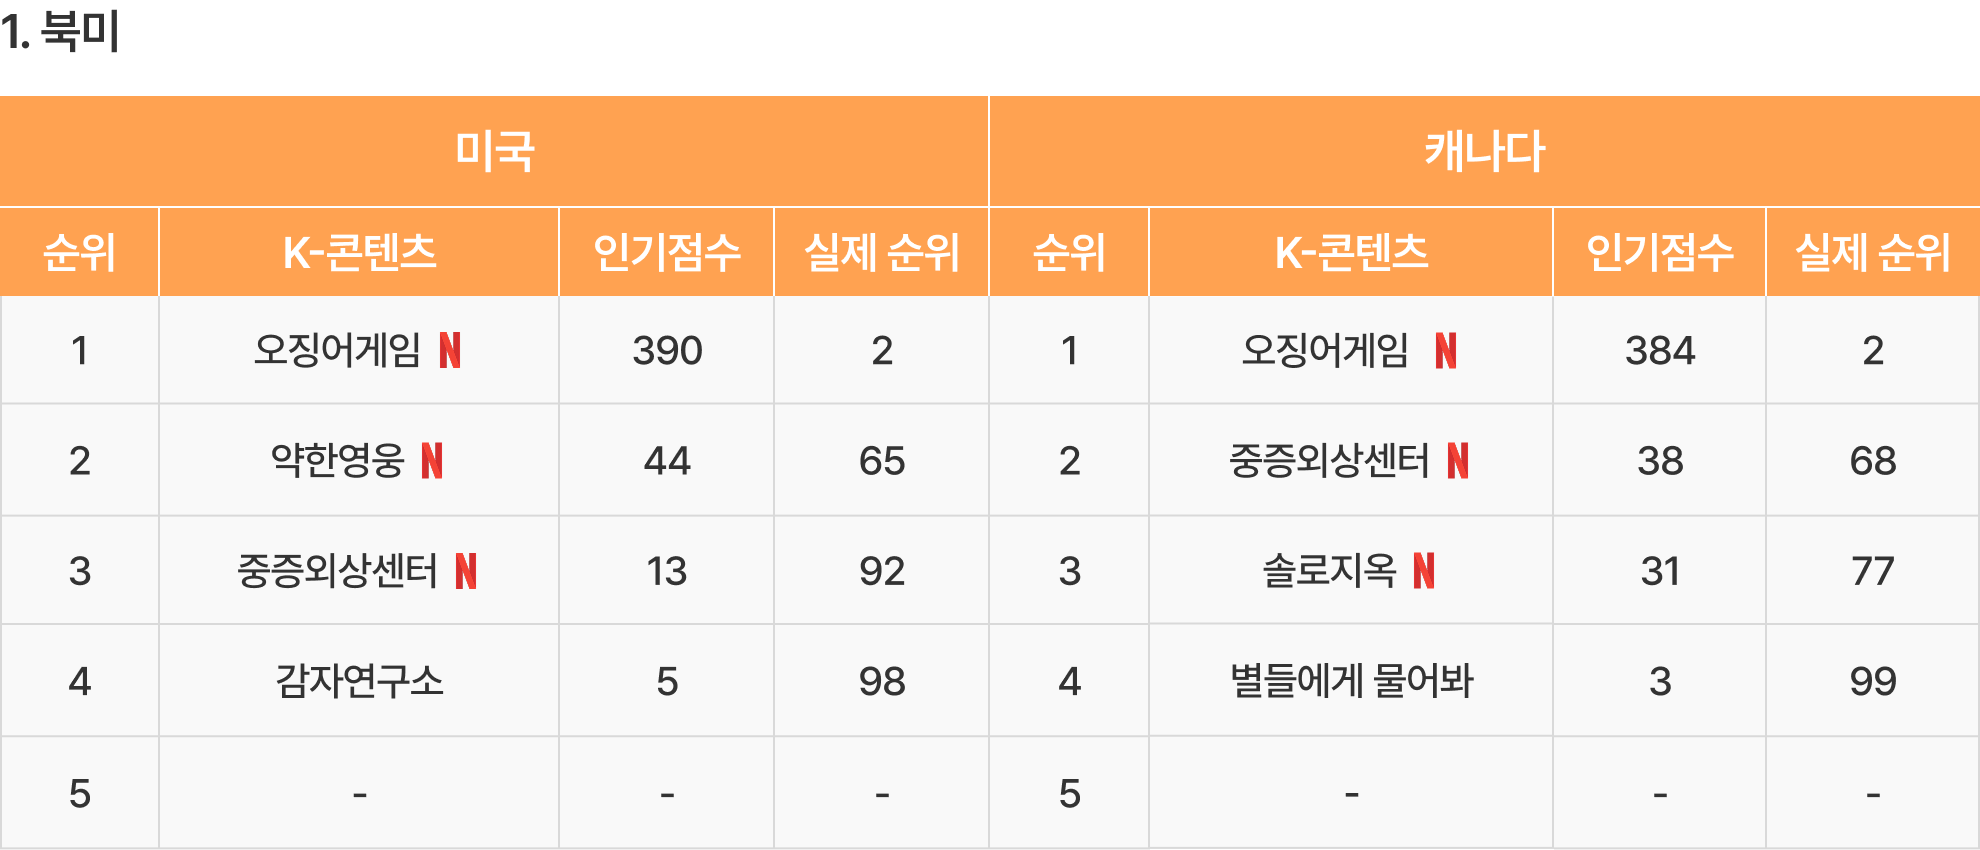 1. 북미
미국 캐나다
순위 K-콘텐츠 인기점수 실제 순위 순위 K-콘텐츠 인기점수 실제 순위
1 오징어게임 N 390 2 1 오징어게임 N 384 2
2 약한영웅 N 44 65 2 중증외상센터 N 38 68
3 중증외상센터 N 13 92 3 솔로지옥 N 31 77
4 감자연구소 5 98 4 별들에게 물어봐 3 99
5 - - - 5 - - -